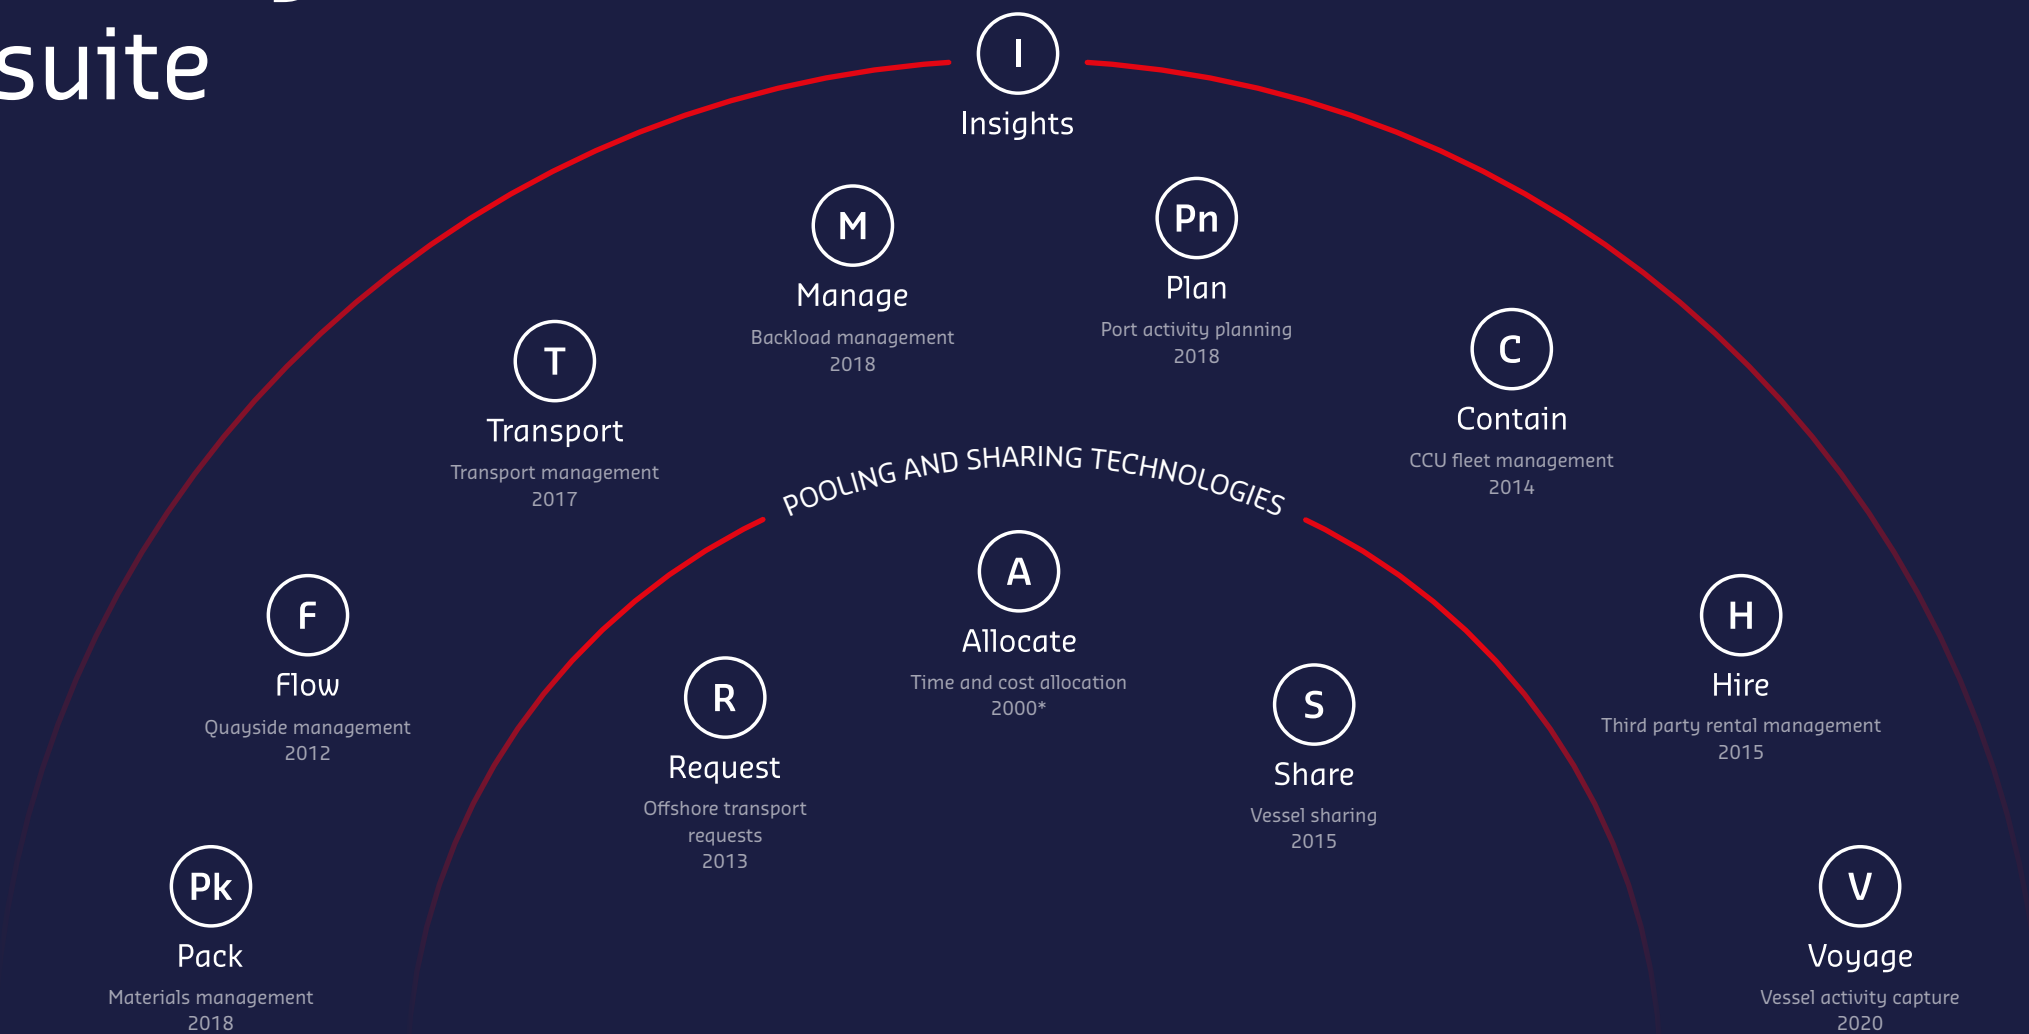 suite
I
Insights
M
Manage
Backload management
2018
Pn
Plan
Port activity planning
2018
T
Transport
Transport management
2017
C
Contain
CCU fleet management
2014
POOLING AND SHARING TECHNOLOGIES
F
Flow
Quayside management
2012
R
Request
Offshore transport
requests
2013
A
Allocate
Time and cost allocation
2000*
S
Share
Vessel sharing
2015
H
Hire
Third party rental management
2015
Pk
Pack
Materials management
2018
V
Voyage
Vessel activity capture
2020